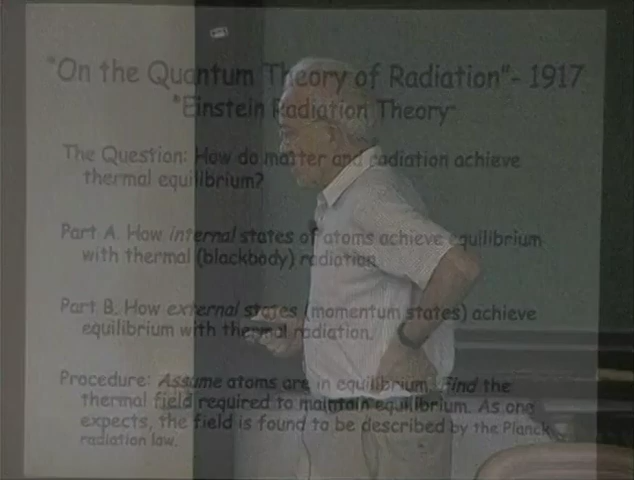 "On the Quantum Theory of Radiation"- 1917
"Einstein Radiation Theory"
The Question: How do matter and radiation achieve
thermal equilibrium?
Part A. How internal states of atoms achieve equilibrium
with thermal (blackbody) radiation.
Part B. How external states (momentum states) achieve
equilibrium with thermal radiation.
Procedure: Assume atoms are in equilibrium. Find the
thermal field required to maintain equilibrium. As one
expects, the field is found to be described by the Planck
radiation law.